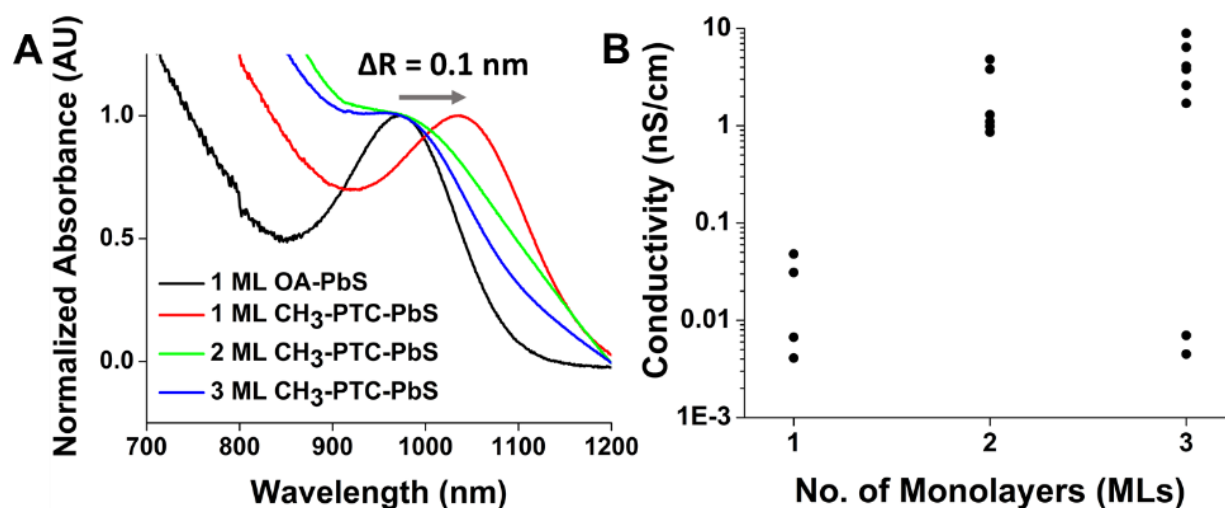 A
Normalized Absorbance (AU)
1.0
0.5
0.0
ΔR = 0.1 nm
1 ML OA-PbS
1 ML CH3-PTC-PbS
2 ML CH3-PTC-PbS
3 ML CH3-PTC-PbS
700 800 900 1000 1100 1200
Wavelength (nm)
B
Conductivity (nS/cm)
10
1
0.1
0.01
1E-3
1 2 3
No. of Monolayers (MLs)